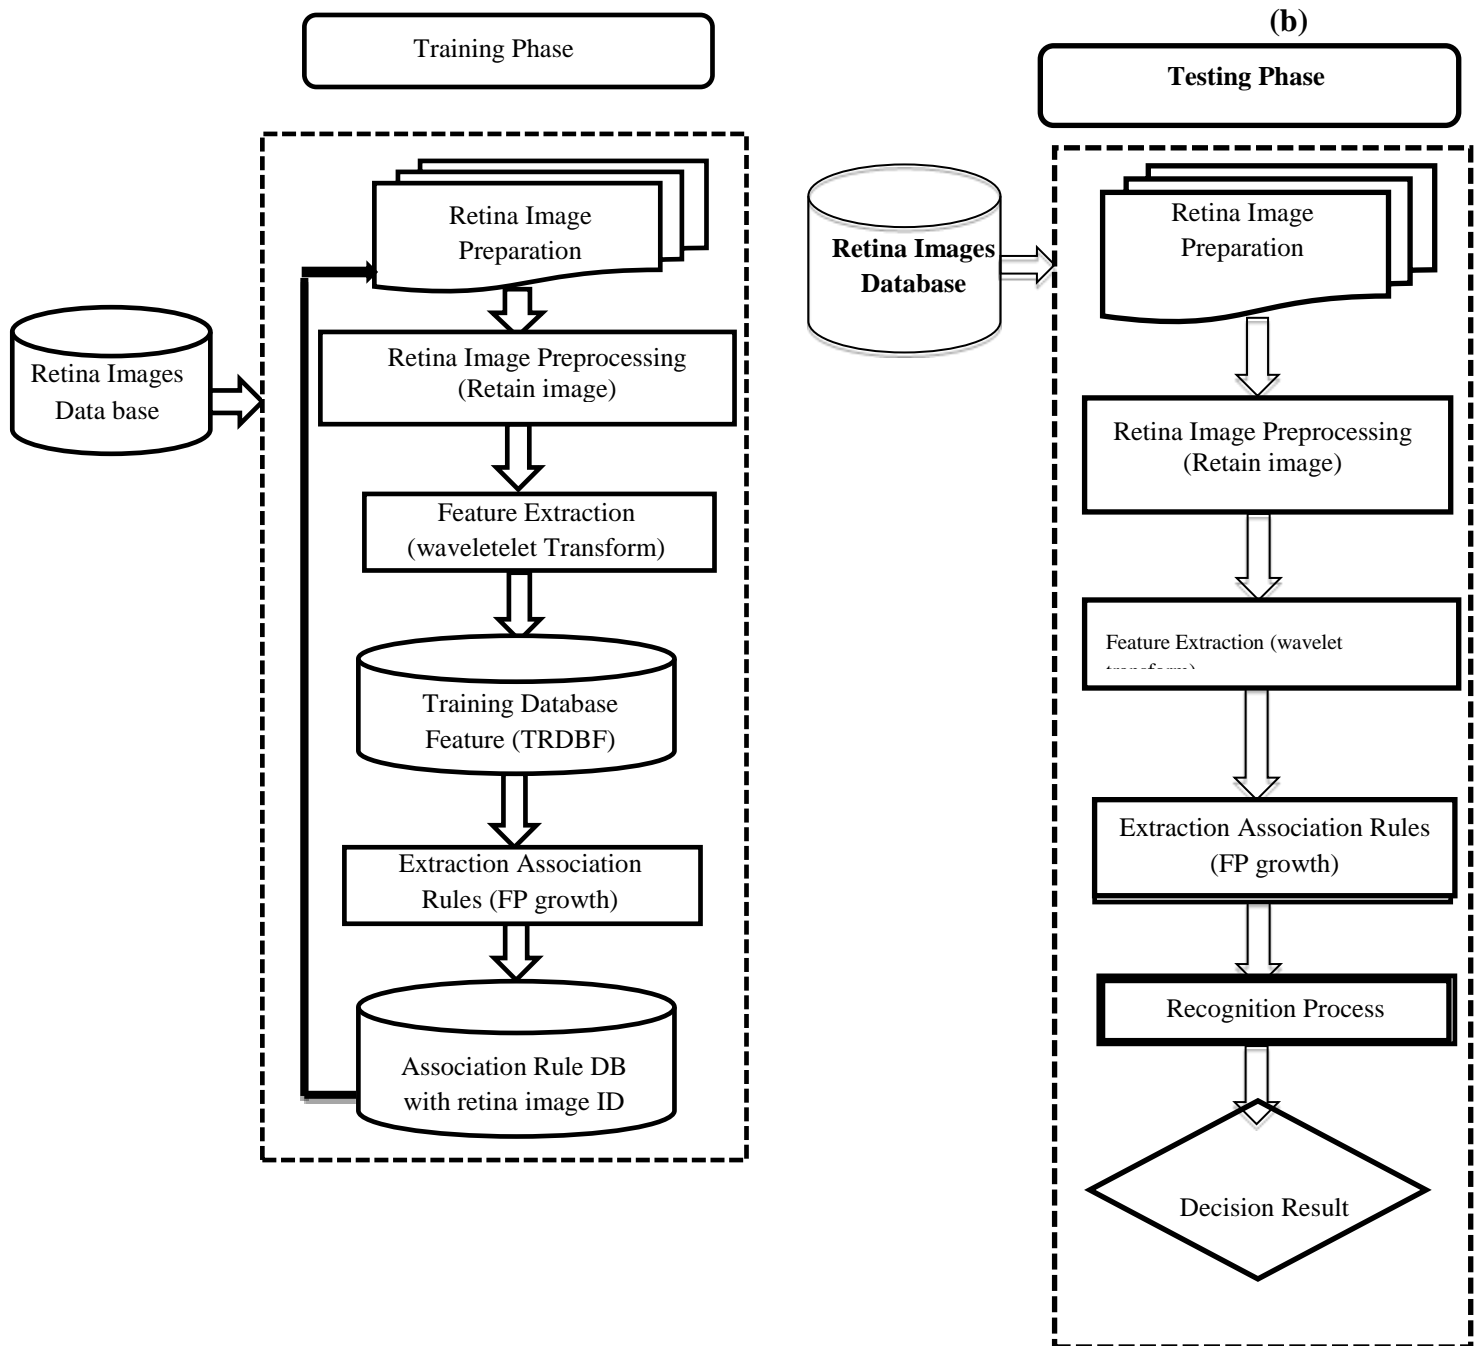 Training Phase
Retina Image
Preparation
Retina Images
Data base
Retina Image Preprocessing
(Retain image)
Feature Extraction
(waveletelet Transform)
Training Database
Feature (TRDBF)
Extraction Association
Rules (FP growth)
Association Rule DB
with retina image ID
(b)
Testing Phase
Retina Images
Database
Retina Image
Preparation
Retina Image Preprocessing
(Retain image)
Feature Extraction (wavelet
transform)
Extraction Association Rules
(FP growth)
Recognition Process
Decision Result